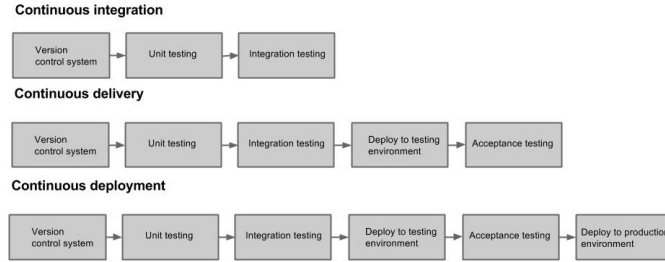 Continuous integration
Version
control system
Unit testing
Integration testing
Continuous delivery
Version
control system
Unit testing
Integration testing
Deploy to testing
environment
Acceptance testing
Continuous deployment
Version
control system
Unit testing
Integration testing
Deploy to testing
environment
Acceptance testing
Deploy to production
environment